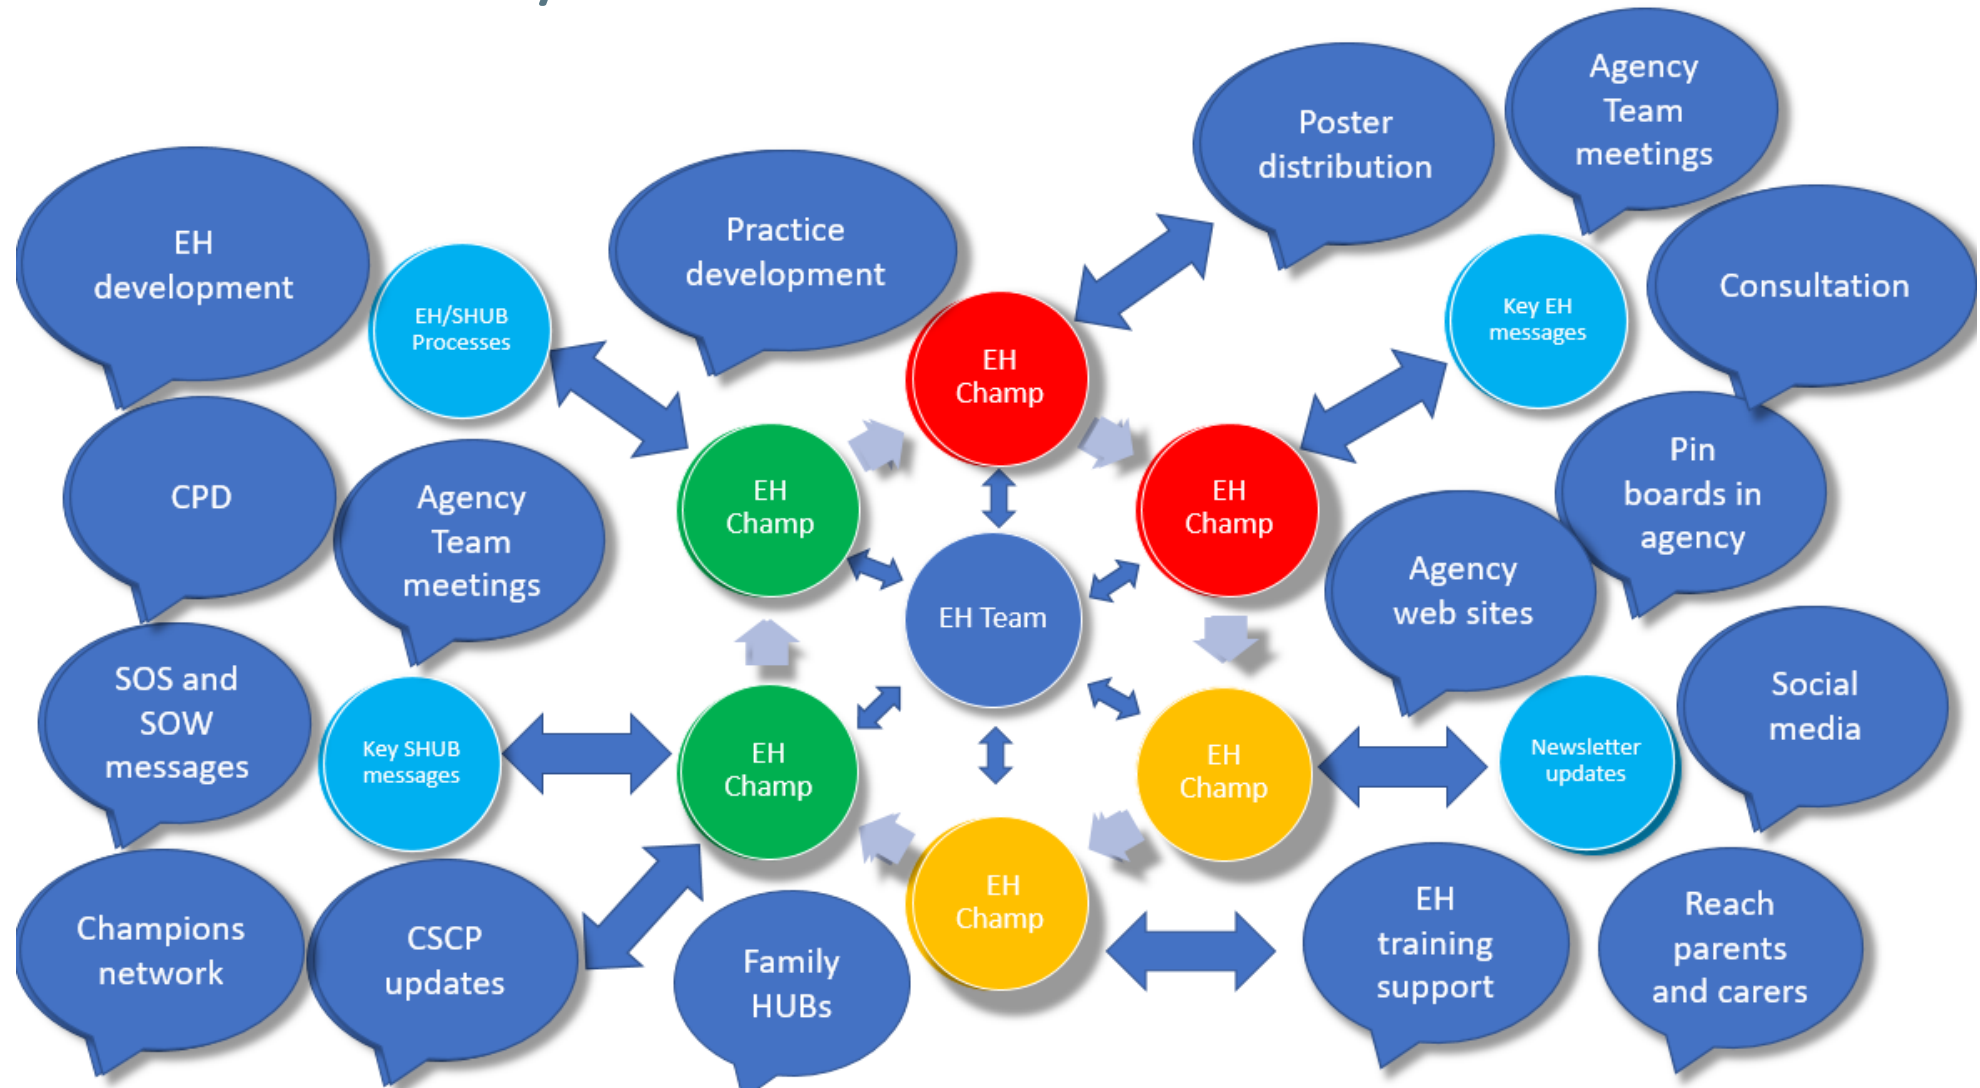 Agency
Team
meetings
Poster
distribution
EH
development
Practice
development
Consultation
EH/SHUB
Processes
Key EH
messages
EH
Champ
CPD
Agency
Team
meetings
EH
Champ
EH
Champ
Pin
boards in
agency
Agency
web sites
EH Team
SOS and
SOW
messages
Key SHUB
messages
EH
Champ
EH
Champ
Newsletter
updates
Social
media
Champions
network
CSCP
updates
Family
HUBs
EH
Champ
EH
training
support
Reach
parents
and carers